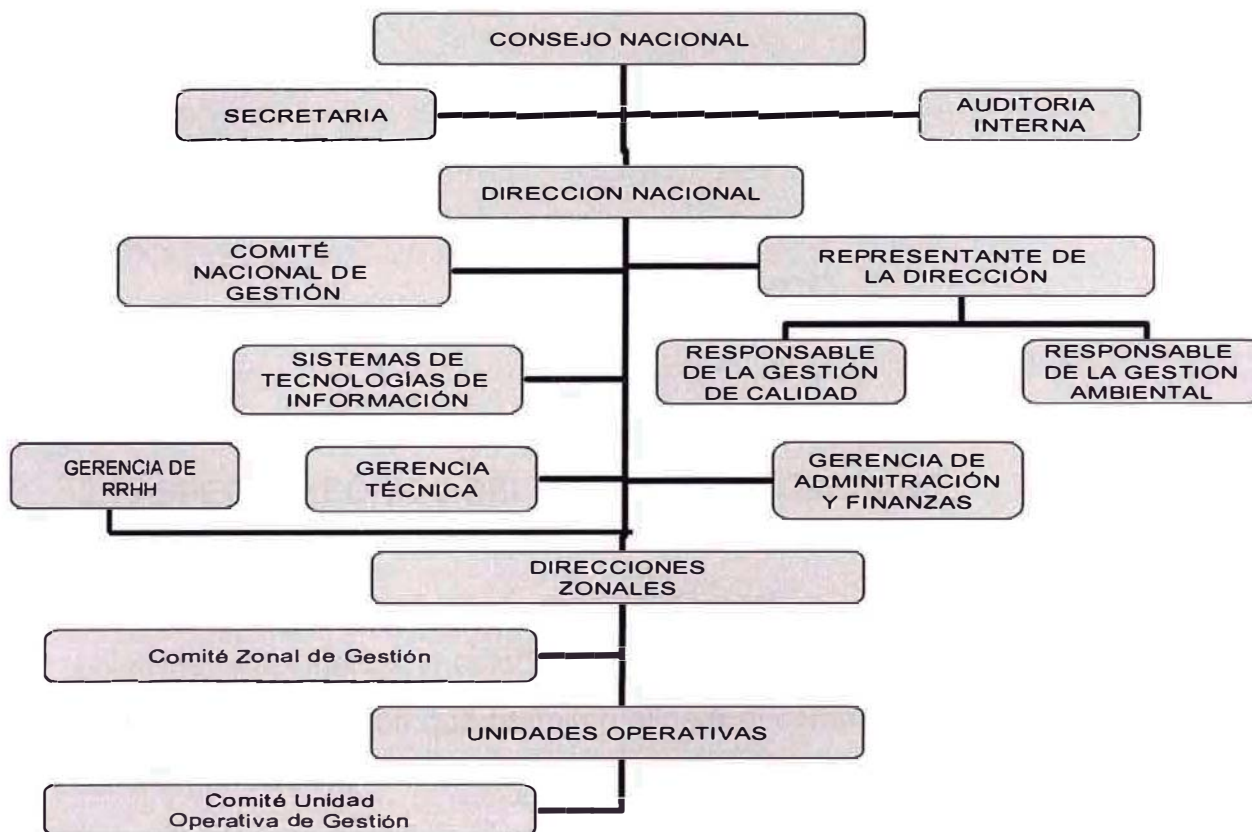 CONSEJO NACIONAL
SECRETARIA
AUDITORIA
INTERNA
DIRECCION NACIONAL
COMITÉ
NACIONAL DE
GESTIÓN
REPRESENTANTE DE
LA DIRECCIÓN
SISTEMAS DE
TECNOLOGÍAS DE
INFORMACIÓN
RESPONSABLE
DE LA GESTIÓN
DE CALIDAD
RESPONSABLE
DE LA GESTION
AMBIENTAL
GERENCIA DE
RRHH
GERENCIA
TÉCNICA
GERENCIA DE
ADMINITRACIÓN
Y FINANZAS
DIRECCIONES
ZONALES
Comité Zonal de Gestión
UNIDADES OPERATIVAS
Comité Unidad
Operativa de Gestión